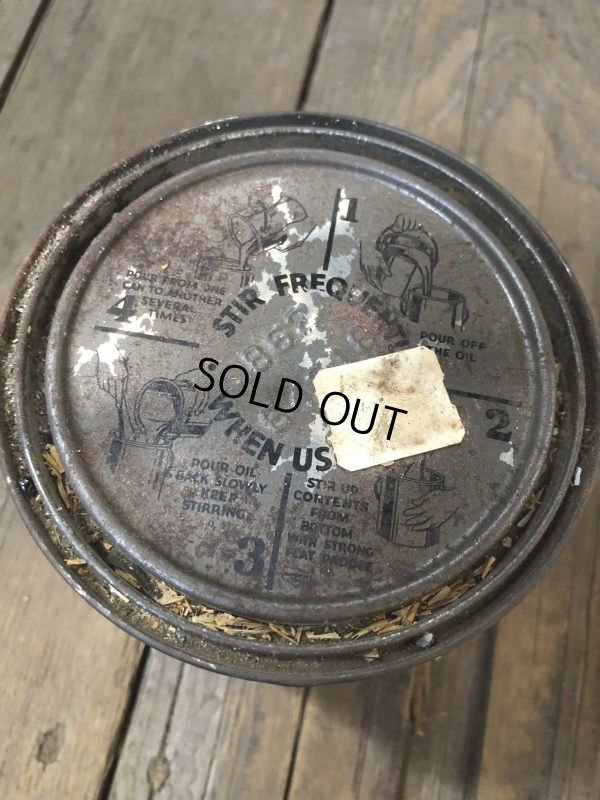 1
POUR OFF
THE OIL
2
STIR UP
CONTENTS
FROM
BOTTOM
WITH STRONG
FLAT PADDLE
3
POUR OIL
BACK SLOWLY
KEEP
STIRRING
4
POUR FROM ONE
CAN TO ANOTHER
SEVERAL
TIMES
STIR FREQUENTLY
WHEN US
SOLD OUT